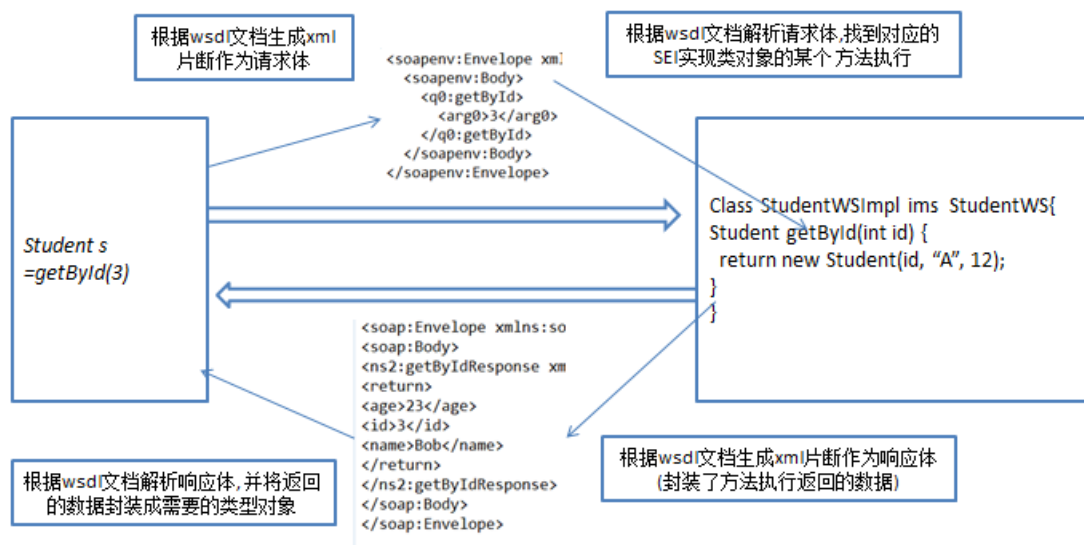 根据wsdl文档生成xml
片断作为请求体
根据wsdl文档解析请求体,找到对应的
SEI实现类对象的某个 方法执行
<soapenv:Envelope xml
<soapenv:Body>
<q0:getById>
<arg0>3</arg0>
</q0:getById>
</soapenv:Body>
</soapenv:Envelope>
Student s
=getById(3)
Class StudentWSImpl ims StudentWS{
Student getById(int id) {
return new Student(id, “A”, 12);
}
}
<soap:Envelope xmlns:so
<soap:Body>
<ns2:getByIdResponse xm
<return>
<age>23</age>
<id>3</id>
<name>Bob</name>
</return>
</ns2:getByIdResponse>
</soap:Body>
</soap:Envelope>
根据wsdl文档解析响应体,并将返回
的数据封装成需要的类型对象
根据wsdl文档生成xml片断作为响应体
(封装了方法执行返回的数据)